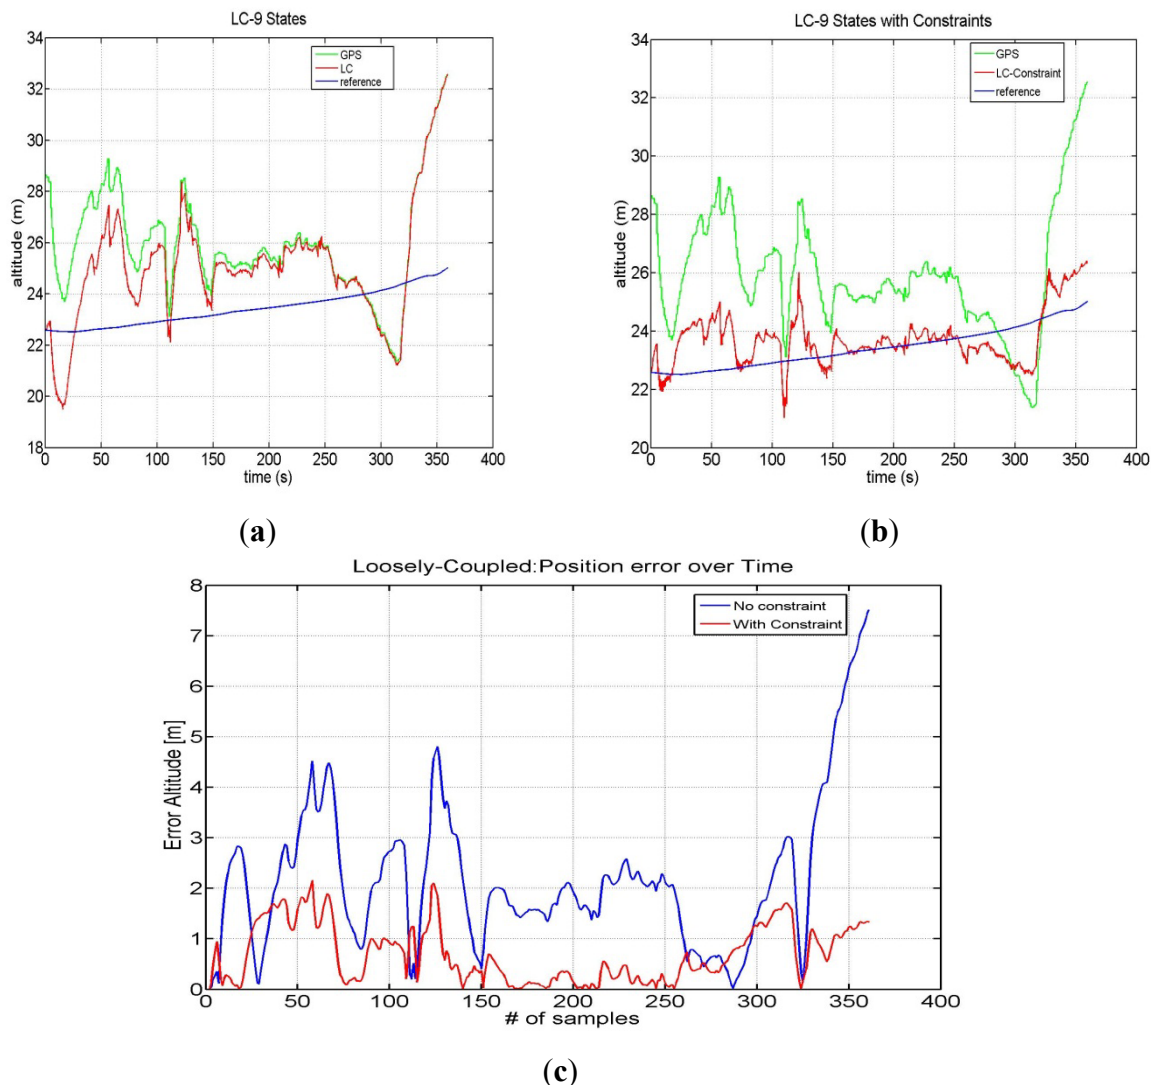 LC-9 States
34
32
30
28
26
24
22
20
18
altitude (m)
GPS
LC
reference
0 50 100 150 200 250 300 350 400
time (s)
(a)
LC-9 States with Constraints
34
32
30
28
26
24
22
20
altitude (m)
GPS
LC-Constraint
reference
0 50 100 150 200 250 300 350 400
time (s)
(b)
Loosely-Coupled:Position error over Time
8
7
6
5
4
3
2
1
0
Error Altitude [m]
No constraint
With Constraint
0 50 100 150 200 250 300 350 400
# of samples
(c)